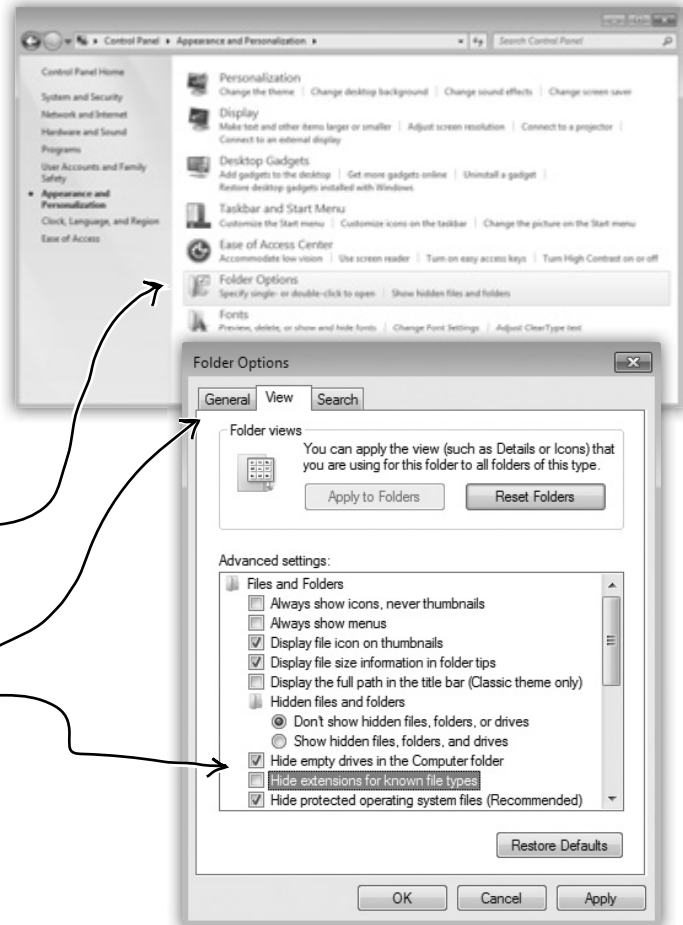 Control Panel ▸ Appearance and Personalization ▸
Search Control Panel
Control Panel Home
System and Security
Network and Internet
Hardware and Sound
Programs
User Accounts and Family
Safety
Appearance and
Personalization
Clock, Language, and Region
Ease of Access
Personalization
Change the theme | Change desktop background | Change sound effects | Change screen saver
Display
Make text and other items larger or smaller | Adjust screen resolution | Connect to a projector |
Connect to an external display
Desktop Gadgets
Add gadgets to the desktop | Get more gadgets online | Uninstall a gadget |
Restore desktop gadgets installed with Windows
Taskbar and Start Menu
Customize the Start menu | Customize icons on the taskbar | Change the picture on the Start menu
Ease of Access Center
Accommodate low vision | Use screen reader | Turn on easy access keys | Turn High Contrast on or off
Folder Options
Specify single- or double-click to open | Show hidden files and folders
Fonts
Preview, delete, or show and hide fonts | Change Font Settings | Adjust ClearType text
Folder Options
General View Search
Folder views
You can apply the view (such as Details or Icons) that
you are using for this folder to all folders of this type.
Apply to Folders Reset Folders
Advanced settings:
Files and Folders
Always show icons, never thumbnails
Always show menus
Display file icon on thumbnails
Display file size information in folder tips
Display the full path in the title bar (Classic theme only)
Hidden files and folders
Don't show hidden files, folders, or drives
Show hidden files, folders, and drives
Hide empty drives in the Computer folder
Hide extensions for known file types
Hide protected operating system files (Recommended)
Restore Defaults
OK Cancel Apply